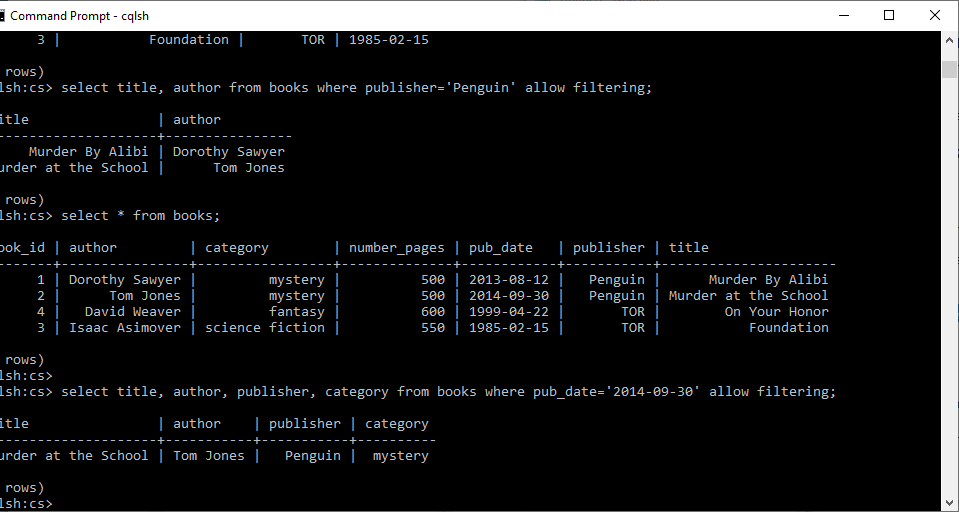 Command Prompt - cqlsh
3 | Foundation | TOR | 1985-02-15
rows)
lsh:cs> select title, author from books where publisher='Penguin' allow filtering;
itle | author
--------------------+----------------
Murder By Alibi | Dorothy Sawyer
urder at the School | Tom Jones
rows)
lsh:cs> select * from books;
ook_id | author | category | number_pages | pub_date | publisher | title
-------+----------------+-----------------+--------------+------------+-----------+----------------------
1 | Dorothy Sawyer | mystery | 500 | 2013-08-12 | Penguin | Murder By Alibi
2 | Tom Jones | mystery | 500 | 2014-09-30 | Penguin | Murder at the School
4 | David Weaver | fantasy | 600 | 1999-04-22 | TOR | On Your Honor
3 | Isaac Asimover | science fiction | 550 | 1985-02-15 | TOR | Foundation
rows)
lsh:cs>
lsh:cs> select title, author, publisher, category from books where pub_date='2014-09-30' allow filtering;
itle | author | publisher | category
--------------------+-----------+-----------+----------
urder at the School | Tom Jones | Penguin | mystery
rows)
lsh:cs>